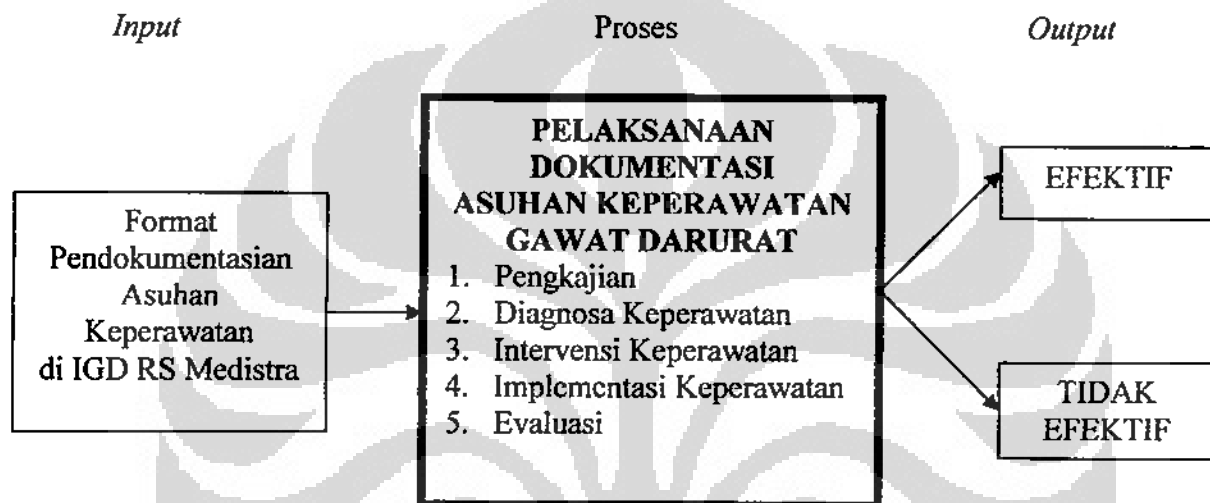 Input
Proses
Output
Format
Pendokumentasian
Asuhan
Keperawatan
di IGD RS Medistra
PELAKSANAAN
DOKUMENTASI
ASUHAN KEPERAWATAN
GAWAT DARURAT
1. Pengkajian
2. Diagnosa Keperawatan
3. Intervensi Keperawatan
4. Implementasi Keperawatan
5. Evaluasi
EFEKTIF
TIDAK
EFEKTIF